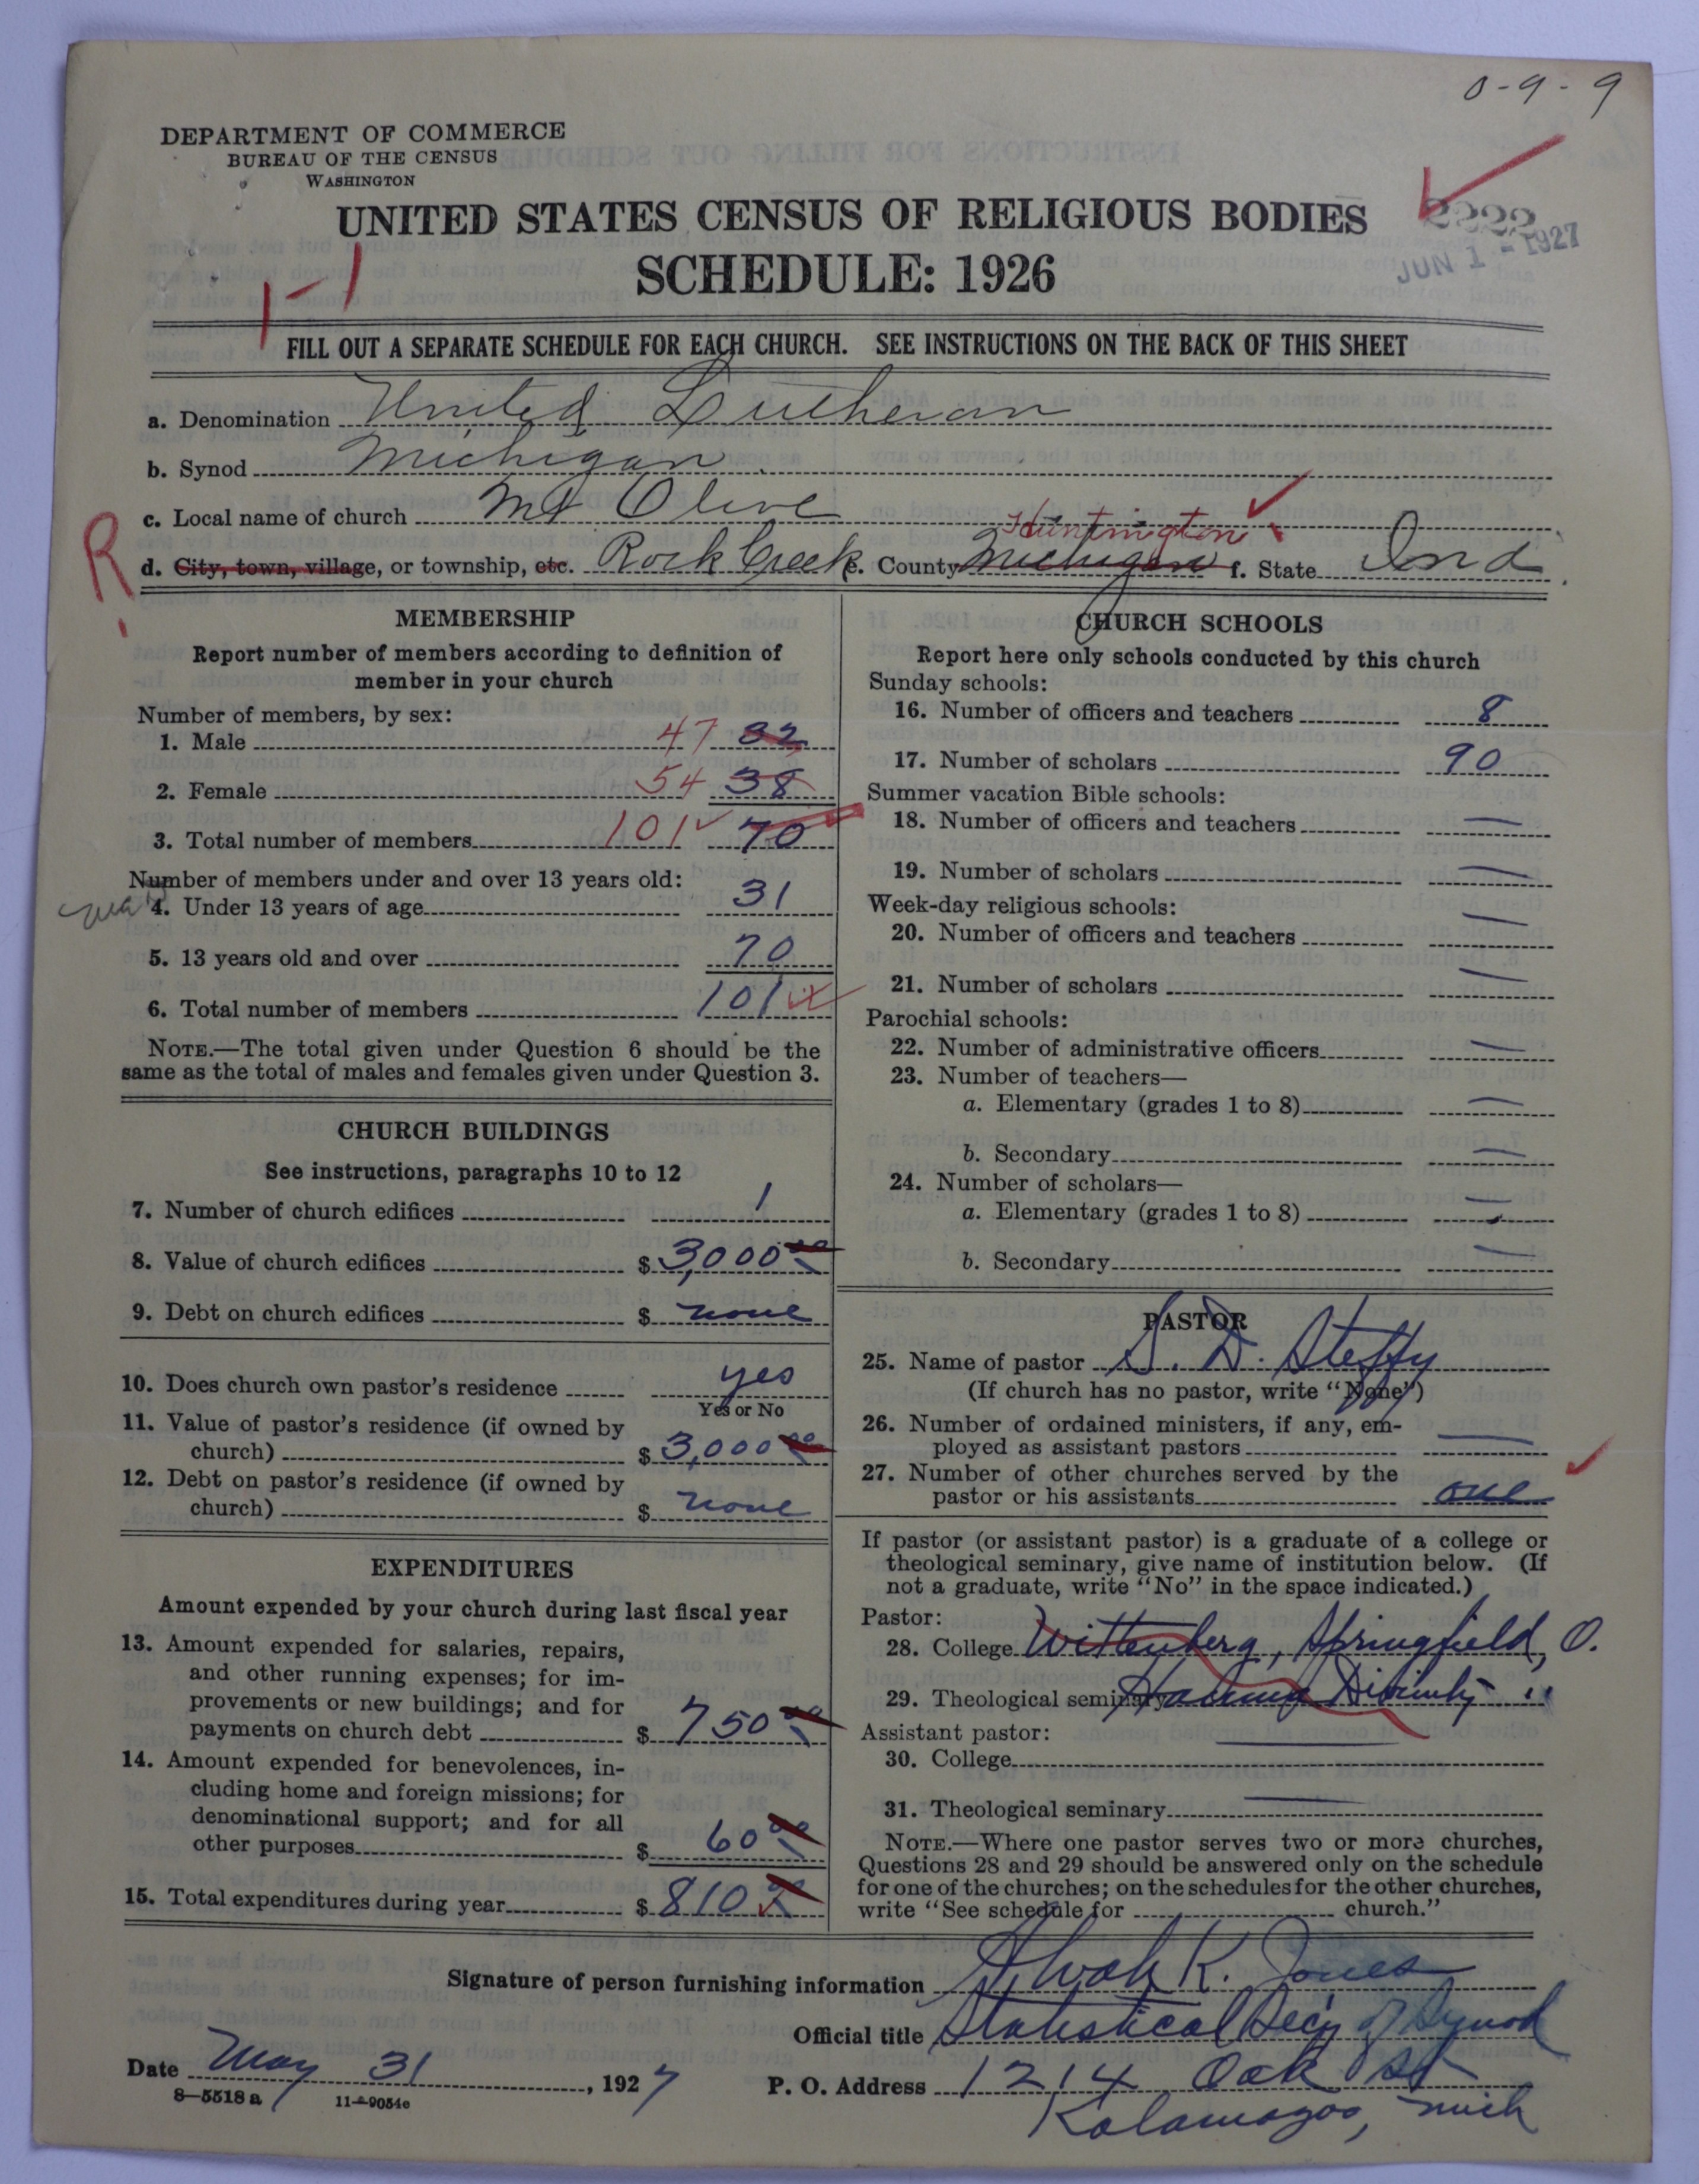 0-9-9
DEPARTMENT OF COMMERCE
BUREAU OF THE CENSUS
WASHINGTON
UNITED STATES CENSUS OF RELIGIOUS BODIES
SCHEDULE: 1926
JUN 1 - 1927
1-1
FILL OUT A SEPARATE SCHEDULE FOR EACH CHURCH. SEE INSTRUCTIONS ON THE BACK OF THIS SHEET
a. Denomination United Lutheran
b. Synod Michigan
c. Local name of church Mt Olive
Huntington
R
d. City, town, village, or township, etc. Rock Creek e. County Michigan f. State Ind.
MEMBERSHIP
Report number of members according to definition of
member in your church
Number of members, by sex:
1. Male 47 32
2. Female 54 38
3. Total number of members 101 70
Number of members under and over 13 years old:
4. Under 13 years of age 31
5. 13 years old and over 70
6. Total number of members 101
NOTE.—The total given under Question 6 should be the
same as the total of males and females given under Question 3.
CHURCH BUILDINGS
See instructions, paragraphs 10 to 12
7. Number of church edifices 1
8. Value of church edifices $ 3,000 00
9. Debt on church edifices $ none
10. Does church own pastor's residence yes
Yes or No
11. Value of pastor's residence (if owned by
church) $ 3,000 00
12. Debt on pastor's residence (if owned by
church) $ none
EXPENDITURES
Amount expended by your church during last fiscal year
13. Amount expended for salaries, repairs,
and other running expenses; for im-
provements or new buildings; and for
payments on church debt $ 750 00
14. Amount expended for benevolences, in-
cluding home and foreign missions; for
denominational support; and for all
other purposes $ 60 00
15. Total expenditures during year $ 810
CHURCH SCHOOLS
Report here only schools conducted by this church
Sunday schools:
16. Number of officers and teachers 8
17. Number of scholars 90
Summer vacation Bible schools:
18. Number of officers and teachers —
19. Number of scholars —
Week-day religious schools:
20. Number of officers and teachers —
21. Number of scholars —
Parochial schools:
22. Number of administrative officers —
23. Number of teachers—
a. Elementary (grades 1 to 8) —
b. Secondary —
24. Number of scholars—
a. Elementary (grades 1 to 8) —
b. Secondary —
PASTOR
25. Name of pastor S. D. Steffy
(If church has no pastor, write "None")
26. Number of ordained ministers, if any, em-
ployed as assistant pastors —
27. Number of other churches served by the
pastor or his assistants one
If pastor (or assistant pastor) is a graduate of a college or
theological seminary, give name of institution below. (If
not a graduate, write "No" in the space indicated.)
Pastor:
28. College Wittenberg, Springfield, O.
29. Theological seminary Hamma Divinity "
Assistant pastor:
30. College —
31. Theological seminary —
NOTE.—Where one pastor serves two or more churches,
Questions 28 and 29 should be answered only on the schedule
for one of the churches; on the schedules for the other churches,
write "See schedule for church."
Signature of person furnishing information K. Jones
Official title Statistical Sec'y of Synod
Date May 31, 1927 P. O. Address 1214 Oak St
Kalamazoo, Mich
8—5518 a 11-9054c